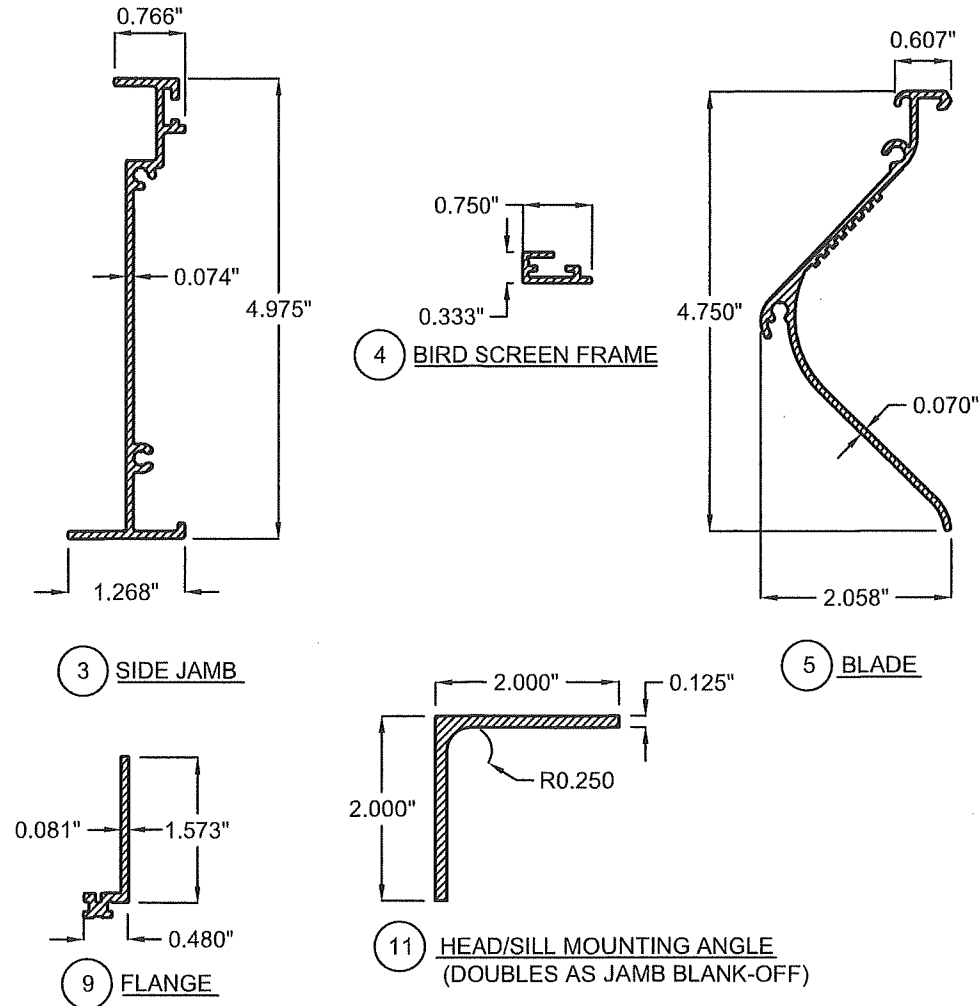 0.766"
0.074"
4.975"
1.268"
3 SIDE JAMB
0.750"
0.333"
4 BIRD SCREEN FRAME
0.607"
4.750"
0.070"
2.058"
5 BLADE
0.081"
1.573"
0.480"
9 FLANGE
2.000"
0.125"
R0.250
2.000"
11 HEAD/SILL MOUNTING ANGLE
(DOUBLES AS JAMB BLANK-OFF)